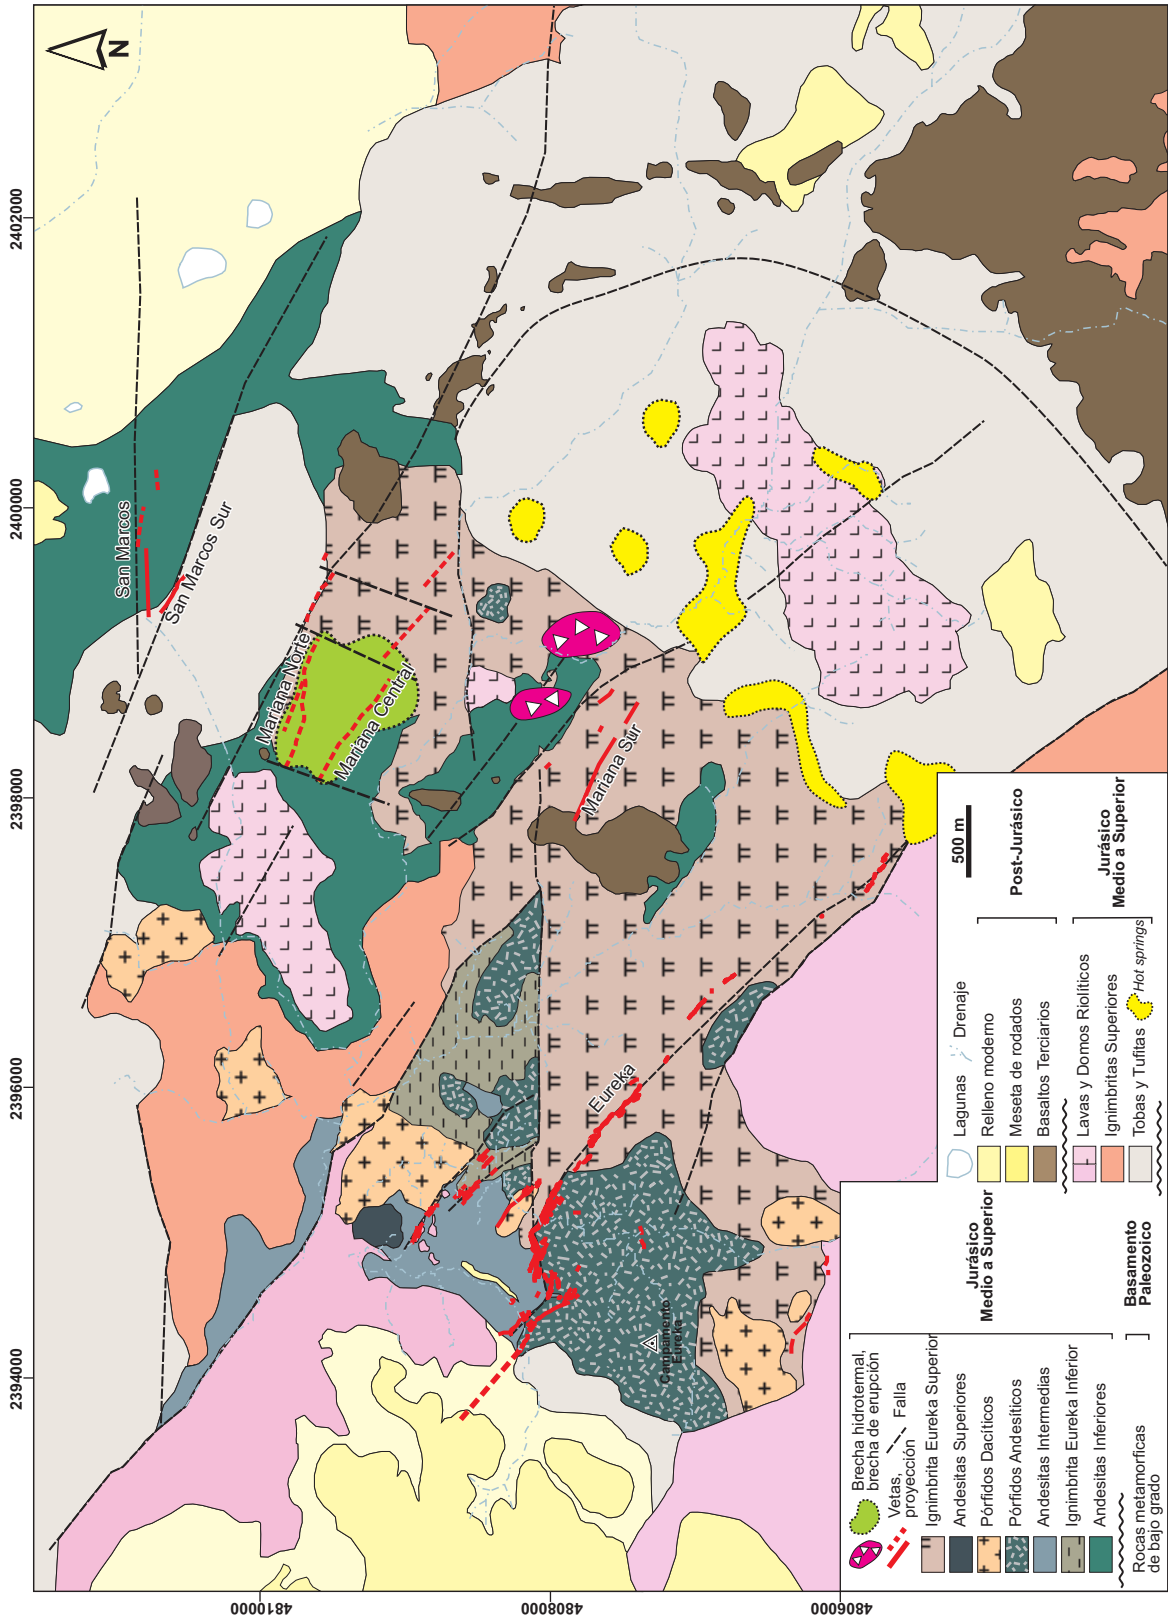 N
2394000
2396000
2398000
2400000
2402000
4810000
4808000
4806000
San Marcos
San Marcos Sur
Mariana Norte
Mariana Central
Mariana Sur
Eureka
Campamento
Eureka
Brecha hidrotermal,
brecha de erupción
Vetas,
proyección
Falla
Ignimbrita Eureka Superior
Andesitas Superiores
Pórfidos Dacíticos
Pórfidos Andesíticos
Andesitas Intermedias
Ignimbrita Eureka Inferior
Andesitas Inferiores
Jurásico
Medio a Superior
Rocas metamorficas
de bajo grado
Basamento
Paleozoico
Lagunas
Drenaje
Relleno moderno
Meseta de rodados
Basaltos Terciarios
Post-Jurásico
Lavas y Domos Riolíticos
Ignimbritas Superiores
Tobas y Tufitas
Hot springs
Jurásico
Medio a Superior
500 m